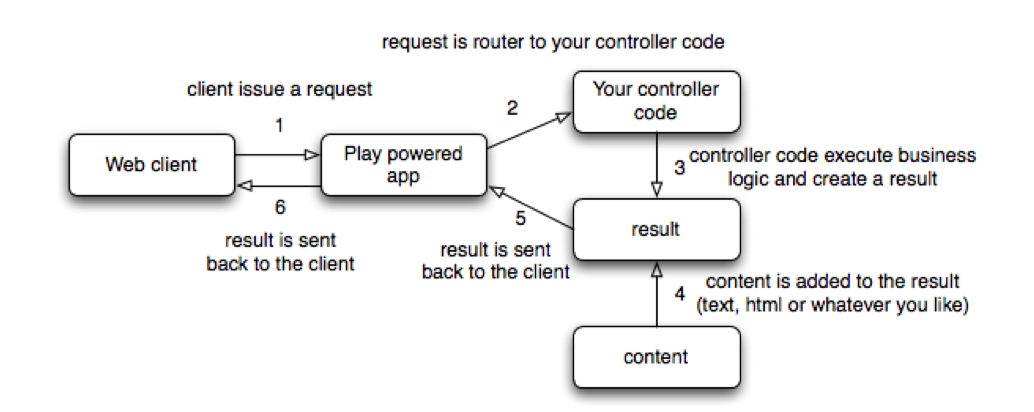 request is router to your controller code
client issue a request
1
2
Your controller
code
Web client
Play powered
app
3
controller code execute business
logic and create a result
6
result is sent
back to the client
5
result is sent
back to the client
result
4
content is added to the result
(text, html or whatever you like)
content